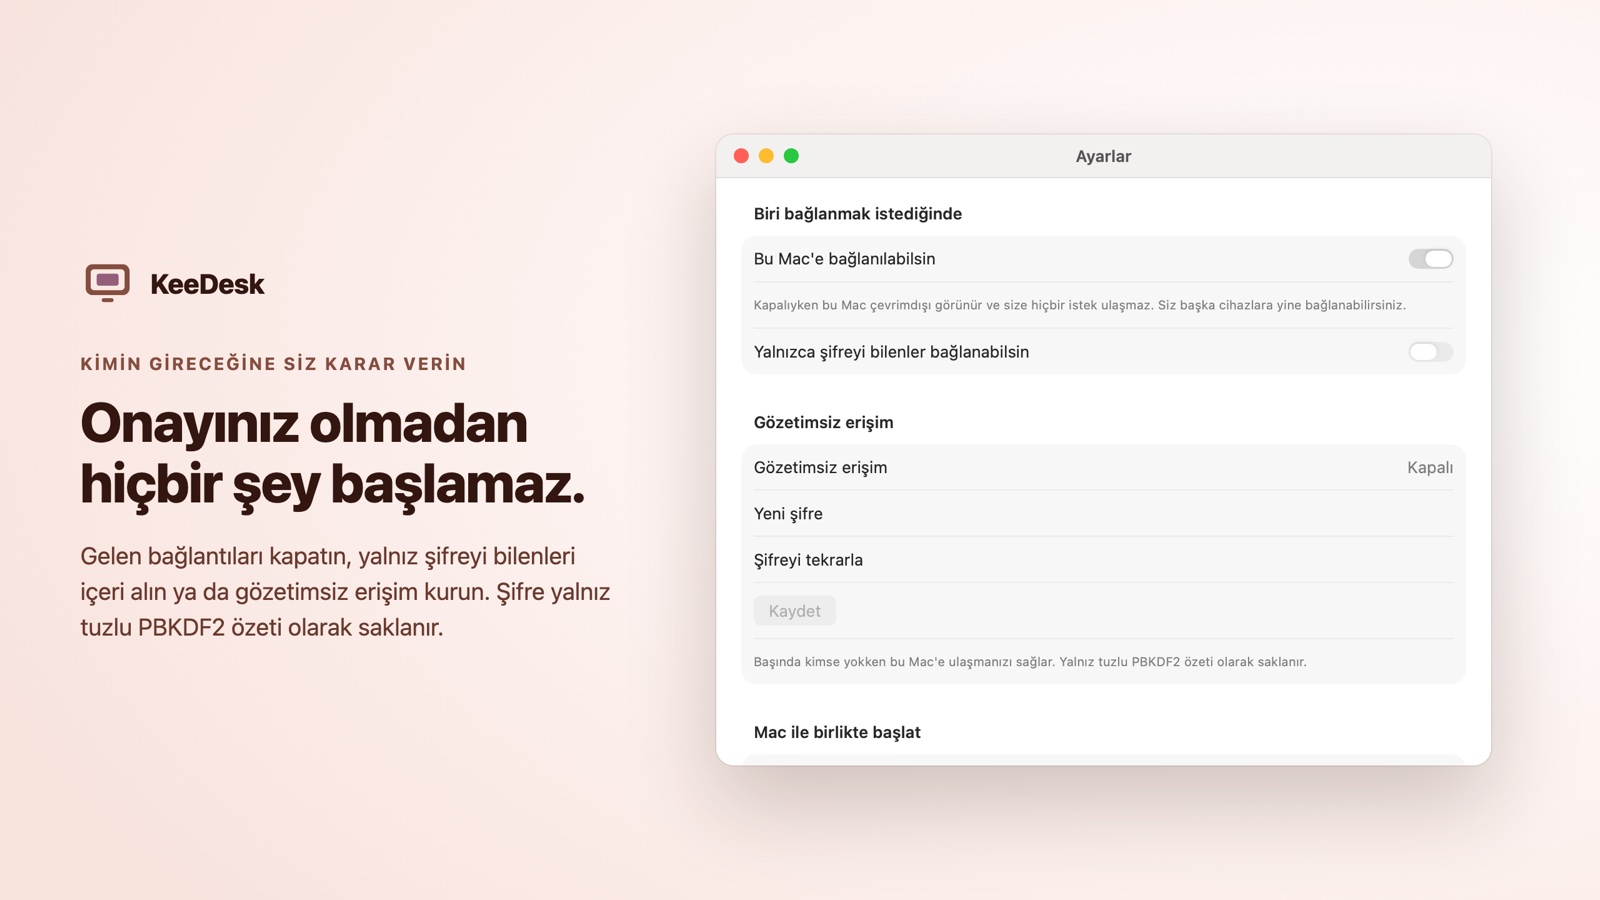 KeeDesk
KİMİN GİRECEĞİNE SİZ KARAR VERİN
Onayınız olmadan
hiçbir şey başlamaz.
Gelen bağlantıları kapatın, yalnız şifreyi bilenleri
içeri alın ya da gözetimsiz erişim kurun. Şifre yalnız
tuzlu PBKDF2 özeti olarak saklanır.
Ayarlar
Biri bağlanmak istediğinde
Bu Mac'e bağlanılabilsin
Kapalıyken bu Mac çevrimdışı görünür ve size hiçbir istek ulaşmaz. Siz başka cihazlara yine bağlanabilirsiniz.
Yalnızca şifreyi bilenler bağlanabilsin
Gözetimsiz erişim
Gözetimsiz erişim Kapalı
Yeni şifre
Şifreyi tekrarla
Kaydet
Başında kimse yokken bu Mac'e ulaşmanızı sağlar. Yalnız tuzlu PBKDF2 özeti olarak saklanır.
Mac ile birlikte başlat